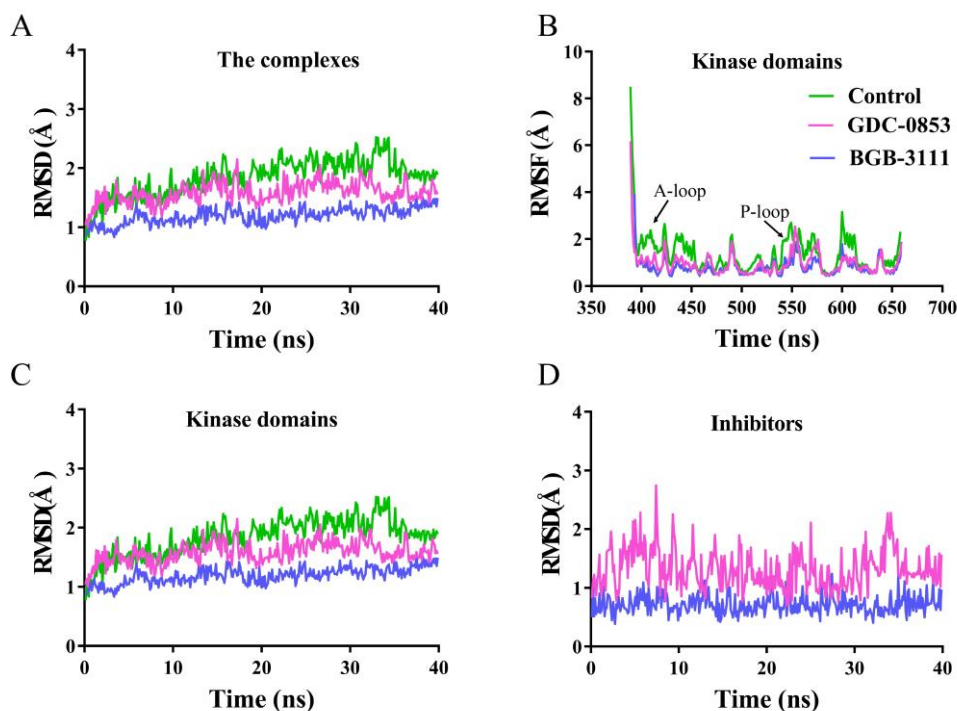 A
The complexes
RMSD (Å)
4
3
2
1
0
0 10 20 30 40
Time (ns)
B
Kinase domains
RMSF (Å)
10
8
6
4
2
0
Control
GDC-0853
BGB-3111
A-loop
P-loop
350 400 450 500 550 600 650 700
Time (ns)
C
Kinase domains
RMSD(Å)
4
3
2
1
0
0 10 20 30 40
Time (ns)
D
Inhibitors
RMSD(Å)
4
3
2
1
0
0 10 20 30 40
Time (ns)